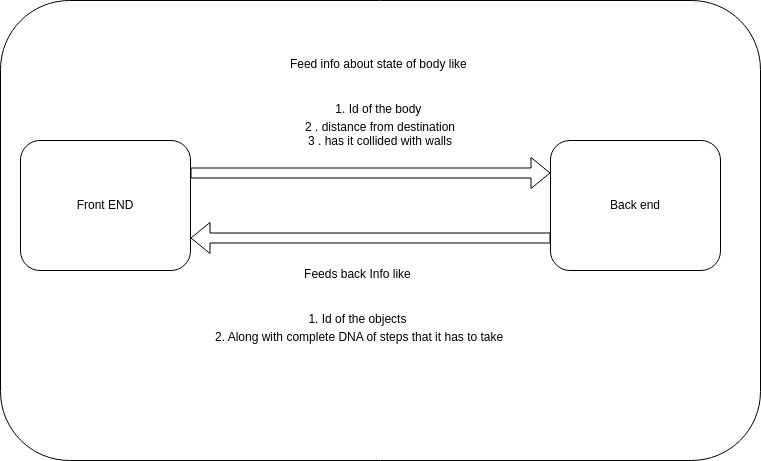 Feed info about state of body like
1. Id of the body
2 . distance from destination
3 . has it collided with walls
Front END
Back end
Feeds back Info like
1. Id of the objects
2. Along with complete DNA of steps that it has to take